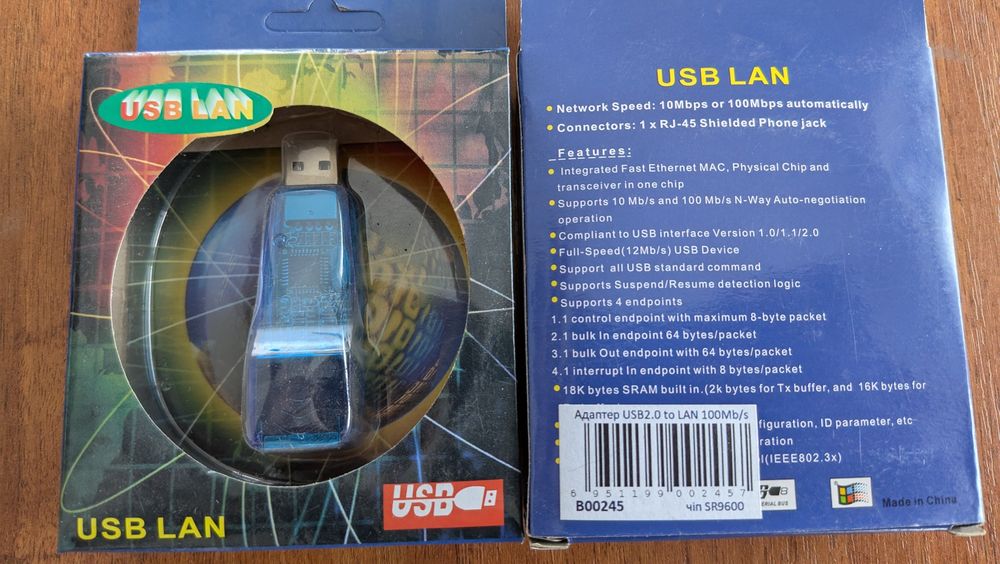 USB LAN
USB
USB LAN
USB LAN
Network Speed: 10Mbps or 100Mbps automatically
Connectors: 1 x RJ-45 Shielded Phone jack
Features:
Integrated Fast Ethernet MAC, Physical Chip and
transceiver in one chip
Supports 10 Mb/s and 100 Mb/s N-Way Auto-negotiation
operation
Compliant to USB interface Version 1.0/1.1/2.0
Full-Speed(12Mb/s) USB Device
Support all USB standard command
Supports Suspend/Resume detection logic
Supports 4 endpoints
1.1 control endpoint with maximum 8-byte packet
2.1 bulk In endpoint 64 bytes/packet
3.1 bulk Out endpoint with 64 bytes/packet
4.1 interrupt In endpoint with 8 bytes/packet
18K bytes SRAM built in.(2k bytes for Tx buffer, and 16K bytes for
figuration, ID parameter, etc
ration
l(IEEE802.3x)
Адаптер USB2.0 to LAN 100Mb/s
6 951199 002457
B00245 чіп SR9600
ERIAL BUS
Made in China